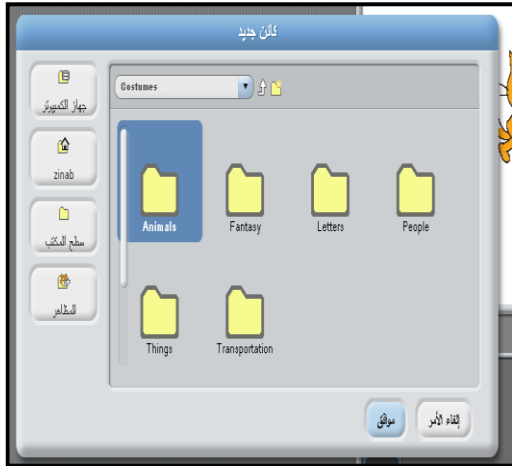 كائن جديد
جهاز الكمبيوتر
zinab
سطح المكتب
المظاهر
Costumes
Animals
Fantasy
Letters
People
Things
Transportation
إلغاء الأمر
موافق